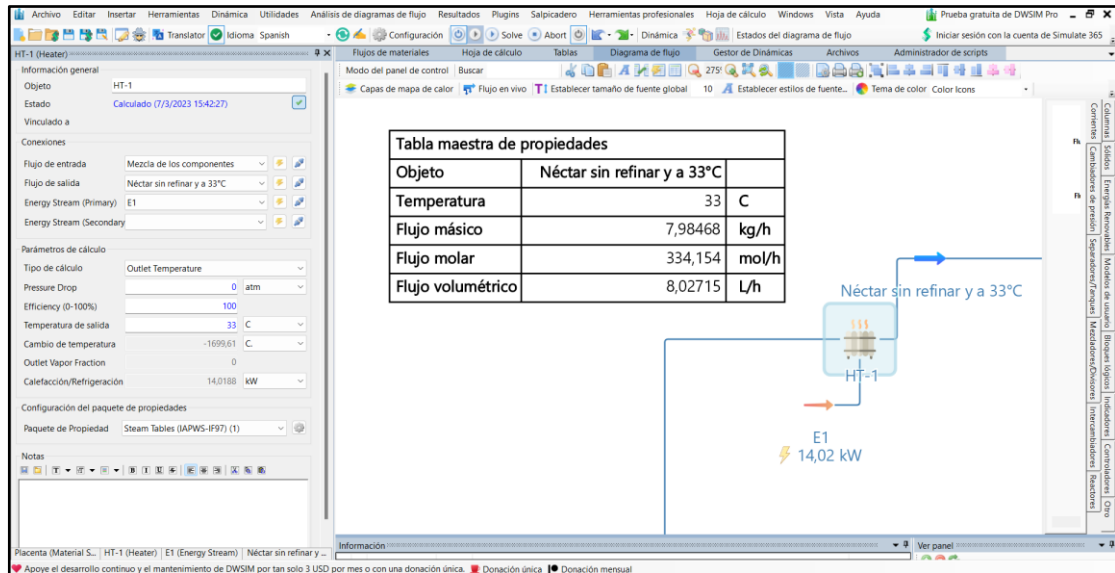 Archivo Editar Insertar Herramientas Dinámica Utilidades Análisis de diagramas de flujo Resultados Plugins Salpicadero Herramientas profesionales Hoja de cálculo Windows Vista Ayuda Prueba gratuita de DWSIM Pro
Translator Idioma Spanish Configuración Solve Abort Dinámica Estados del diagrama de flujo Iniciar sesión con la cuenta de Simulate 365
HT-1 (Heater)
Información general
Objeto HT-1
Estado Calculado (7/3/2023 15:42:27)
Vinculado a
Conexiones
Flujo de entrada Mezcla de los componentes
Flujo de salida Néctar sin refinar y a 33°C
Energy Stream (Primary) E1
Energy Stream (Secondary
Parámetros de cálculo
Tipo de cálculo Outlet Temperature
Pressure Drop 0 atm
Efficiency (0-100%) 100
Temperatura de salida 33 C
Cambio de temperatura -1699,61 C.
Outlet Vapor Fraction 0
Calefacción/Refrigeración 14,0188 kW
Configuración del paquete de propiedades
Paquete de Propiedad Steam Tables (IAPWS-IF97) (1)
Notas
Placenta (Material S... HT-1 (Heater) E1 (Energy Stream) Néctar sin refinar y ...
Flujos de materiales Hoja de cálculo Tablas Diagrama de flujo Gestor de Dinámicas Archivos Administrador de scripts
Modo del panel de control Buscar 275%
Capas de mapa de calor Flujo en vivo Establecer tamaño de fuente global 10 Establecer estilos de fuente... Tema de color Color Icons
Tabla maestra de propiedades
Objeto Néctar sin refinar y a 33°C
Temperatura 33 C
Flujo másico 7,98468 kg/h
Flujo molar 334,154 mol/h
Flujo volumétrico 8,02715 L/h
Néctar sin refinar y a 33°C
HT-1
E1
14,02 kW
Columnas Sólidos Energías Renovables Modelos de usuario Bloques lógicos Indicadores Controladores Otro
Corrientes Cambiadores de presión Separadores/Tanques Mezcladores/Divisores Intercambiadores Reactores
Información Ver panel
Apoye el desarrollo continuo y el mantenimiento de DWSIM por tan solo 3 USD por mes o con una donación única. Donación única Donación mensual